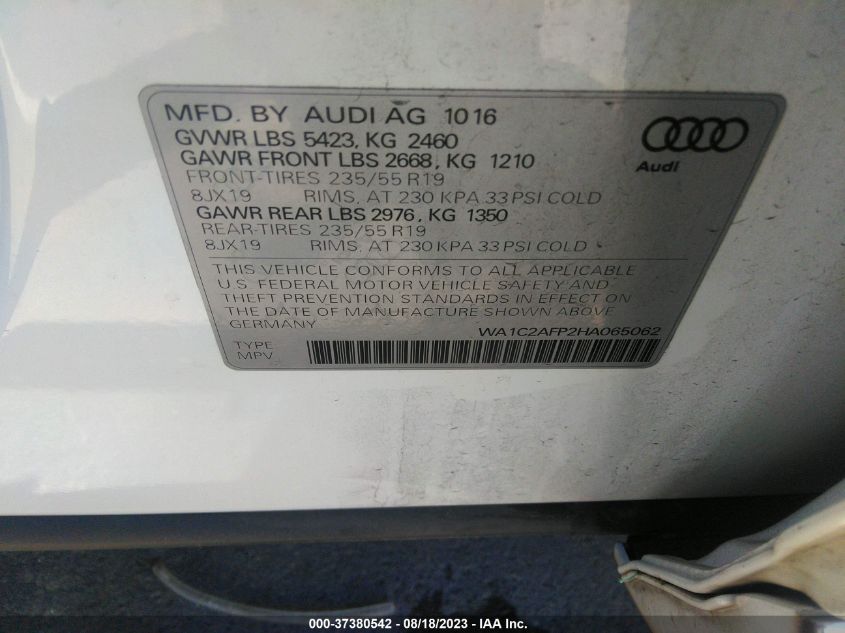 MFD. BY AUDI AG 10 16
GVWR LBS 5423, KG 2460
GAWR FRONT LBS 2668, KG 1210
FRONT-TIRES 235/55 R19
8JX19 RIMS, AT 230 KPA 33 PSI COLD
GAWR REAR LBS 2976, KG 1350
REAR-TIRES 235/55 R19
8JX19 RIMS, AT 230 KPA 33 PSI COLD
Audi
THIS VEHICLE CONFORMS TO ALL APPLICABLE
U.S. FEDERAL MOTOR VEHICLE SAFETY AND
THEFT PREVENTION STANDARDS IN EFFECT ON
THE DATE OF MANUFACTURE SHOWN ABOVE
GERMANY WA1C2AFP2HA065062
TYPE
MPV
000-37380542 - 08/18/2023 - IAA Inc.